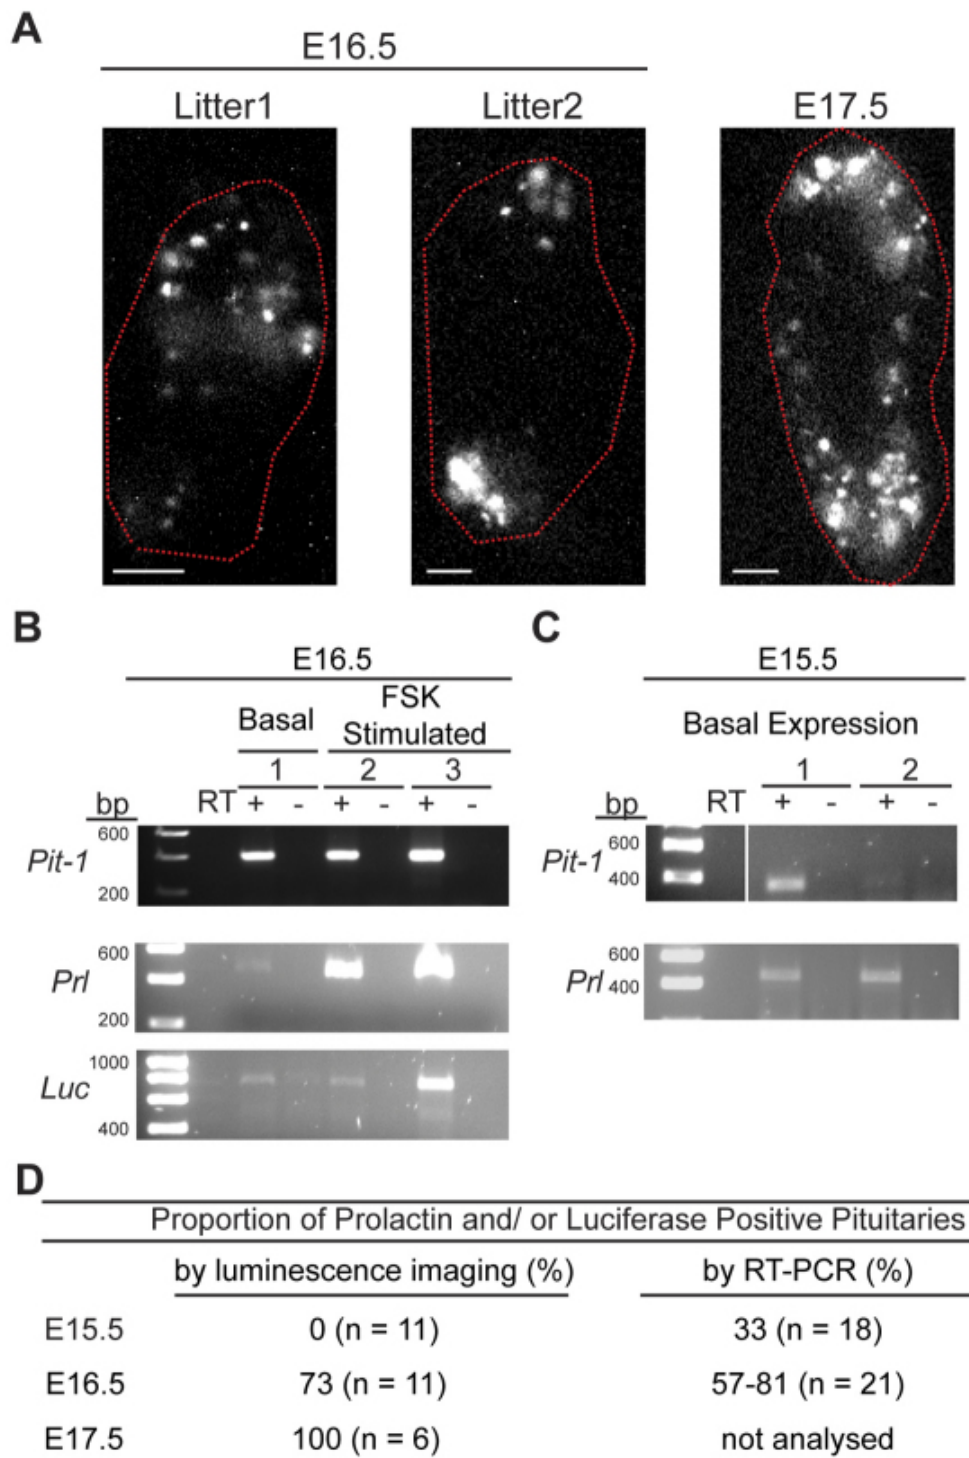 A
E16.5
Litter1 Litter2 E17.5
B
E16.5
Basal FSK Stimulated
1 2 3
bp RT + - + - + -
Pit-1 600 200
Prl 600 200
Luc 1000 400
C
E15.5
Basal Expression
1 2
bp RT + - + -
Pit-1 600 400
Prl 600 400
D
Proportion of Prolactin and/ or Luciferase Positive Pituitaries
by luminescence imaging (%) by RT-PCR (%)
E15.5 0 (n = 11) 33 (n = 18)
E16.5 73 (n = 11) 57-81 (n = 21)
E17.5 100 (n = 6) not analysed